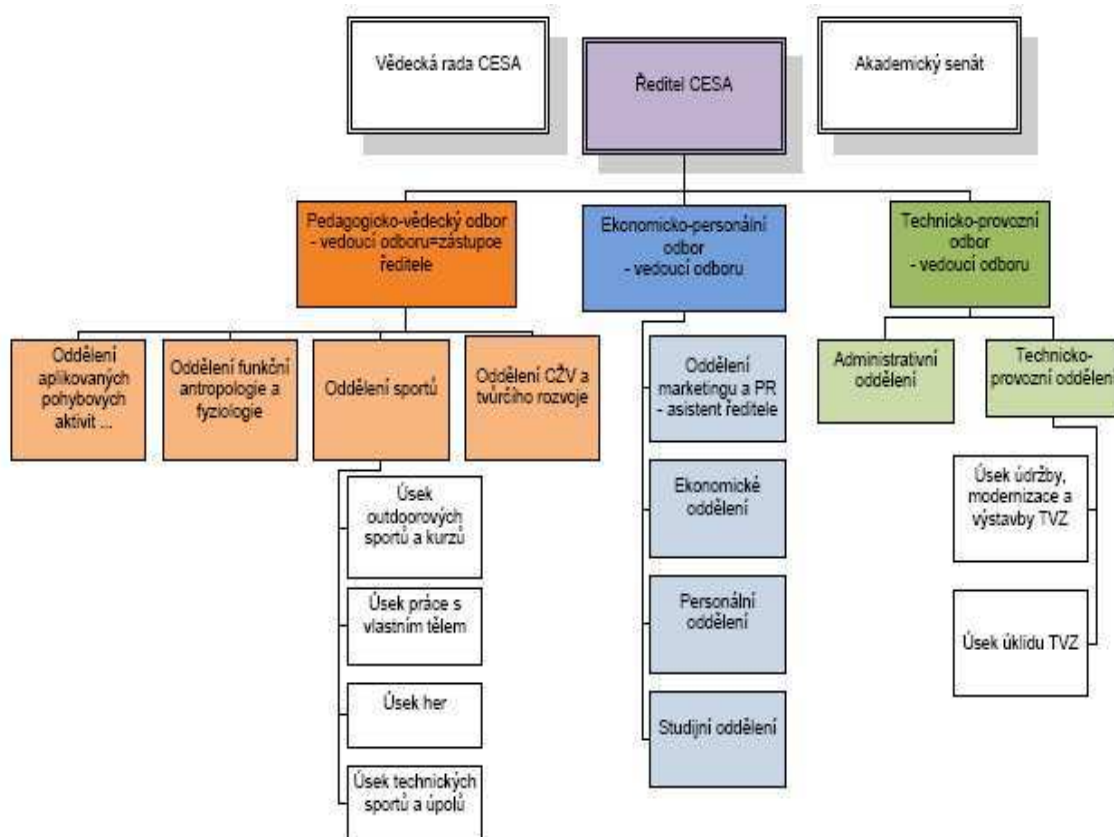 Vědecká rada CESA
Ředitel CESA
Akademický senát
Pedagogicko-vědecký odbor
- vedoucí odboru=zástupce
ředitele
Ekonomicko-personální
odbor
- vedoucí odboru
Technicko-provozní
odbor
- vedoucí odboru
Oddělení
aplikovaných
pohybových
aktivit ...
Oddělení funkční
antropologie a
fyziologie
Oddělení sportů
Oddělení CŽV a
tvůrčího rozvoje
Oddělení
marketingu a PR
- asistent ředitele
Administrativní
oddělení
Technicko-
provozní oddělení
Úsek
outdoorových
sportů a kurzů
Úsek práce s
vlastním tělem
Úsek her
Úsek technických
sportů a úpolů
Ekonomické
oddělení
Personální
oddělení
Studijní oddělení
Úsek údržby,
modernizace a
výstavby TVZ
Úsek úklidu TVZ